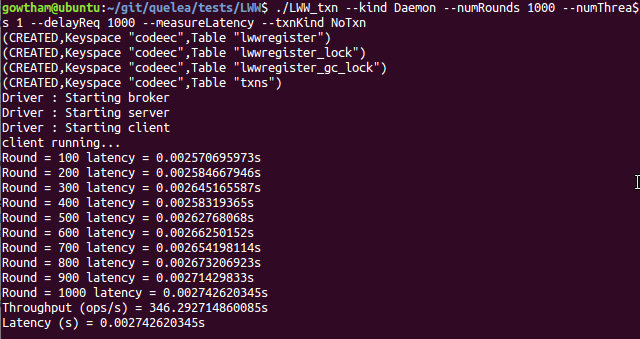 gowtham@ubuntu:~/git/quelea/tests/LWW$ ./LWW_txn --kind Daemon --numRounds 1000 --numThrea$
s 1 --delayReq 1000 --measureLatency --txnKind NoTxn
(CREATED,Keyspace "codeec",Table "lwwregister")
(CREATED,Keyspace "codeec",Table "lwwregister_lock")
(CREATED,Keyspace "codeec",Table "lwwregister_gc_lock")
(CREATED,Keyspace "codeec",Table "txns")
Driver : Starting broker
Driver : Starting server
Driver : Starting client
client running...
Round = 100 latency = 0.002570695973s
Round = 200 latency = 0.002584667946s
Round = 300 latency = 0.002645165587s
Round = 400 latency = 0.00258319365s
Round = 500 latency = 0.00262768068s
Round = 600 latency = 0.00266250152s
Round = 700 latency = 0.002654198114s
Round = 800 latency = 0.002673206923s
Round = 900 latency = 0.00271429833s
Round = 1000 latency = 0.002742620345s
Throughput (ops/s) = 346.292714860085s
Latency (s) = 0.002742620345s